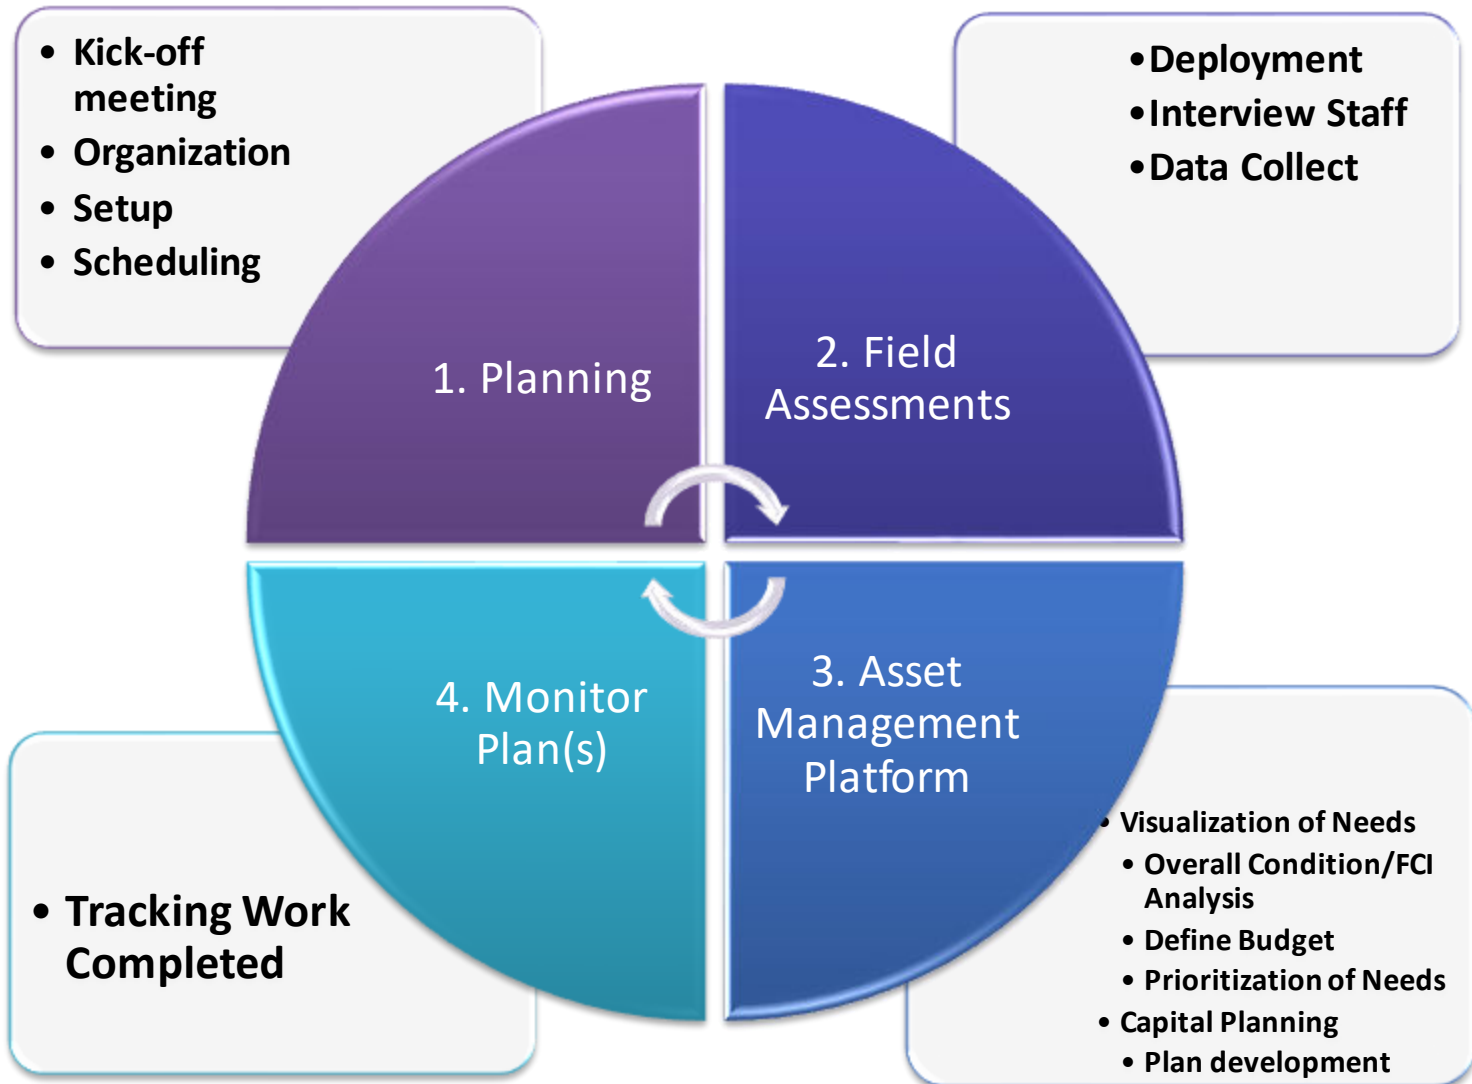 • Kick-off
meeting
• Organization
• Setup
• Scheduling
1. Planning
•Deployment
•Interview Staff
•Data Collect
2. Field
Assessments
3. Asset
Management
Platform
• Visualization of Needs
• Overall Condition/FCI
Analysis
• Define Budget
• Prioritization of Needs
• Capital Planning
• Plan development
4. Monitor
Plan(s)
• Tracking Work
Completed